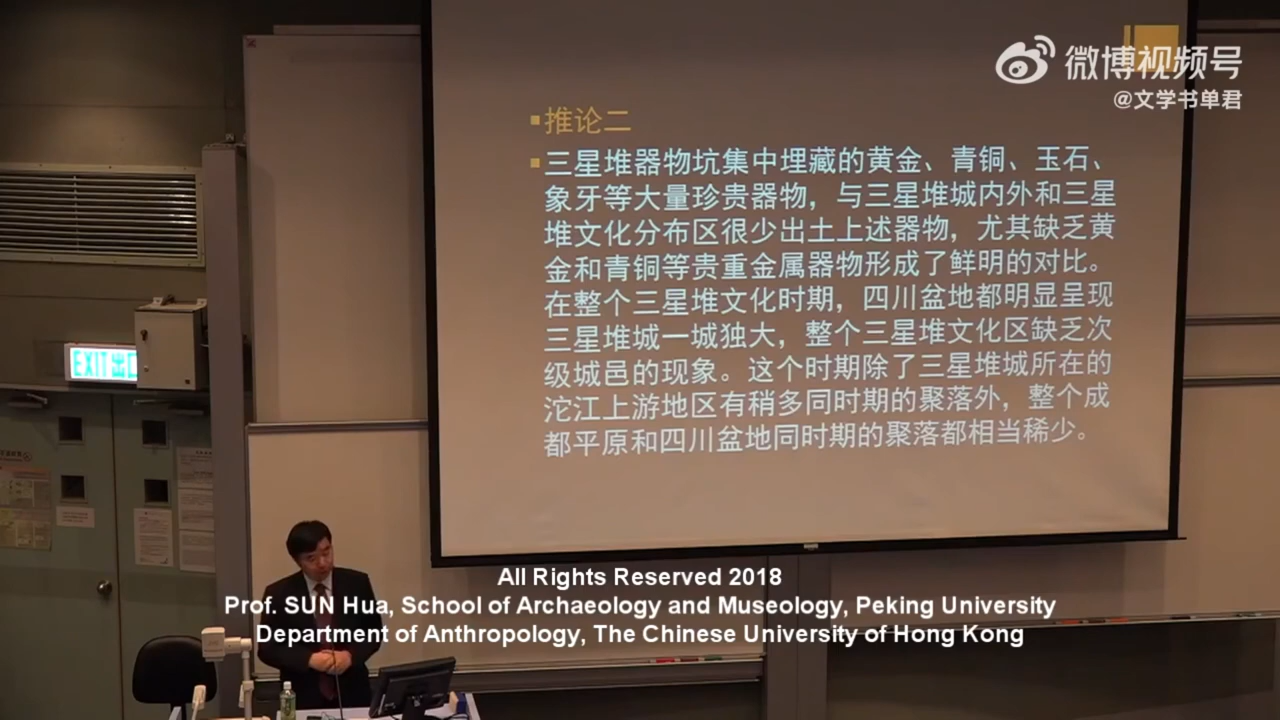 微博视频号
@文学书单君
推论二
三星堆器物坑集中埋藏的黄金、青铜、玉石、
象牙等大量珍贵器物，与三星堆城内外和三星
堆文化分布区很少出土上述器物，尤其缺乏黄
金和青铜等贵重金属器物形成了鲜明的对比。
在整个三星堆文化时期，四川盆地都明显呈现
三星堆城一城独大，整个三星堆文化区缺乏次
级城邑的现象。这个时期除了三星堆城所在的
沱江上游地区有稍多同时期的聚落外，整个成
都平原和四川盆地同时期的聚落都相当稀少。
EXIT 出口
All Rights Reserved 2018
Prof. SUN Hua, School of Archaeology and Museology, Peking University
Department of Anthropology, The Chinese University of Hong Kong